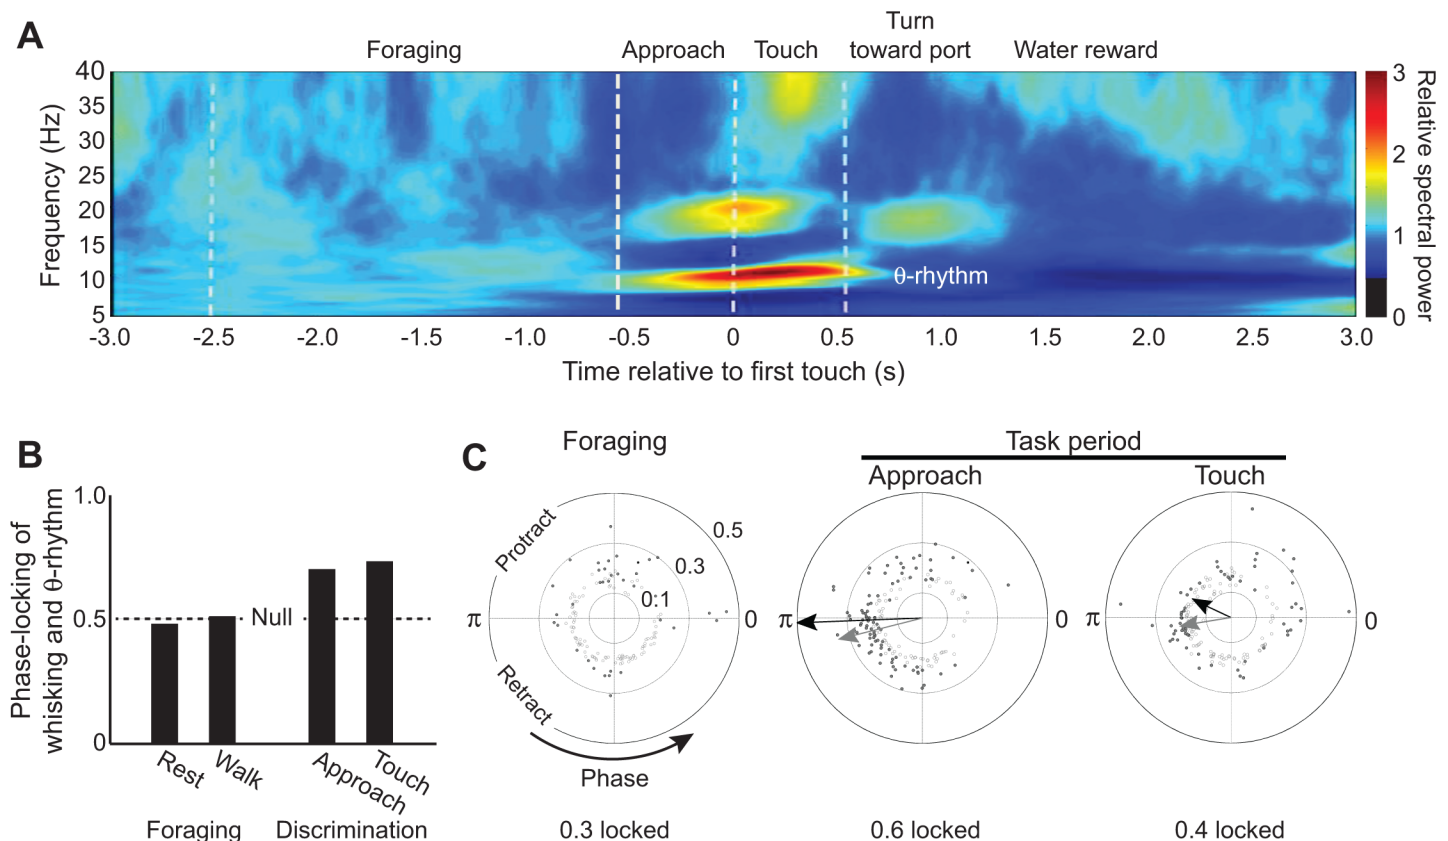 A
Foraging
Approach
Touch
Turn
toward port
Water reward
Frequency (Hz)
40
35
30
25
20
15
10
5
θ-rhythm
3
2
1
0
Relative spectral power
-3.0 -2.5 -2.0 -1.5 -1.0 -0.5 0 0.5 1.0 1.5 2.0 2.5 3.0
Time relative to first touch (s)
B
Phase-locking of
whisking and θ-rhythm
1.0
0.5
0
Null
Rest
Walk
Approach
Touch
Foraging
Discrimination
C
Foraging
Task period
Approach
Touch
Protract
Retract
0.5
0.3
0.1
π
0
π
0
π
0
Phase
0.3 locked
0.6 locked
0.4 locked